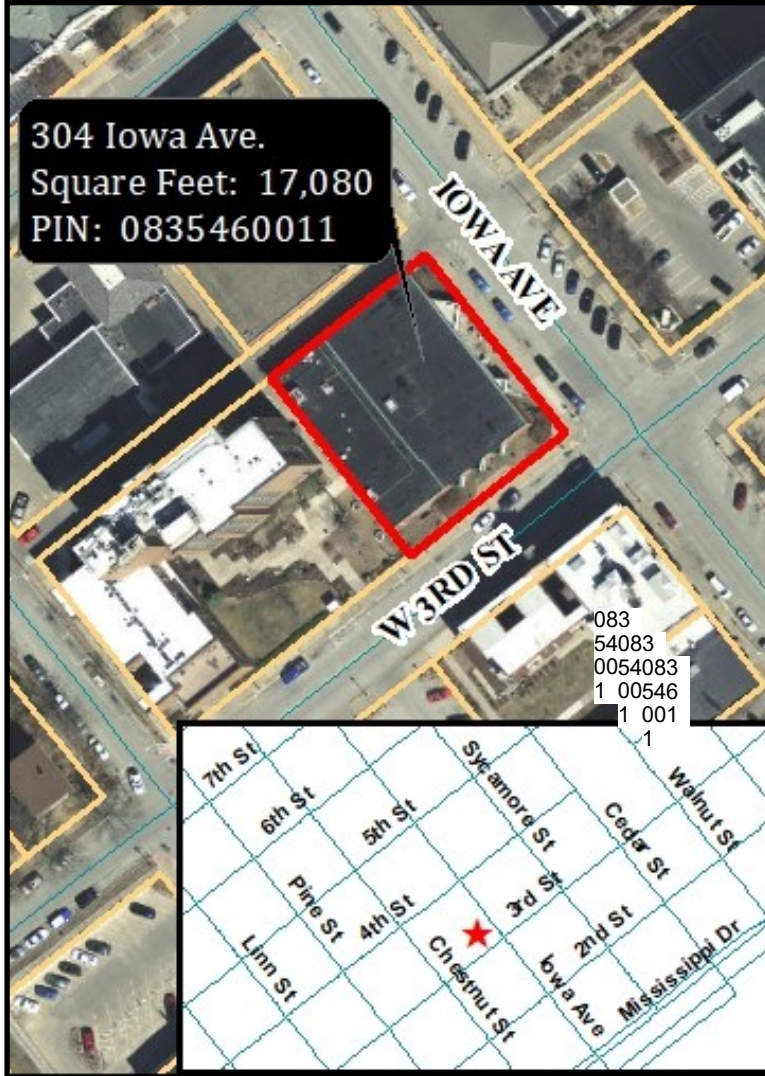 304 Iowa Ave.
Square Feet: 17,080
PIN: 0835460011
IOWA AVE
W 3RD ST
083
54083
0054083
1 00546
1 001
1
7th St
6th St
5th St
Sycamore St
Cedar St
Walnut St
Pine St
4th St
3rd St
2nd St
Linn St
Chestnut St
Iowa Ave
Mississippi Dr